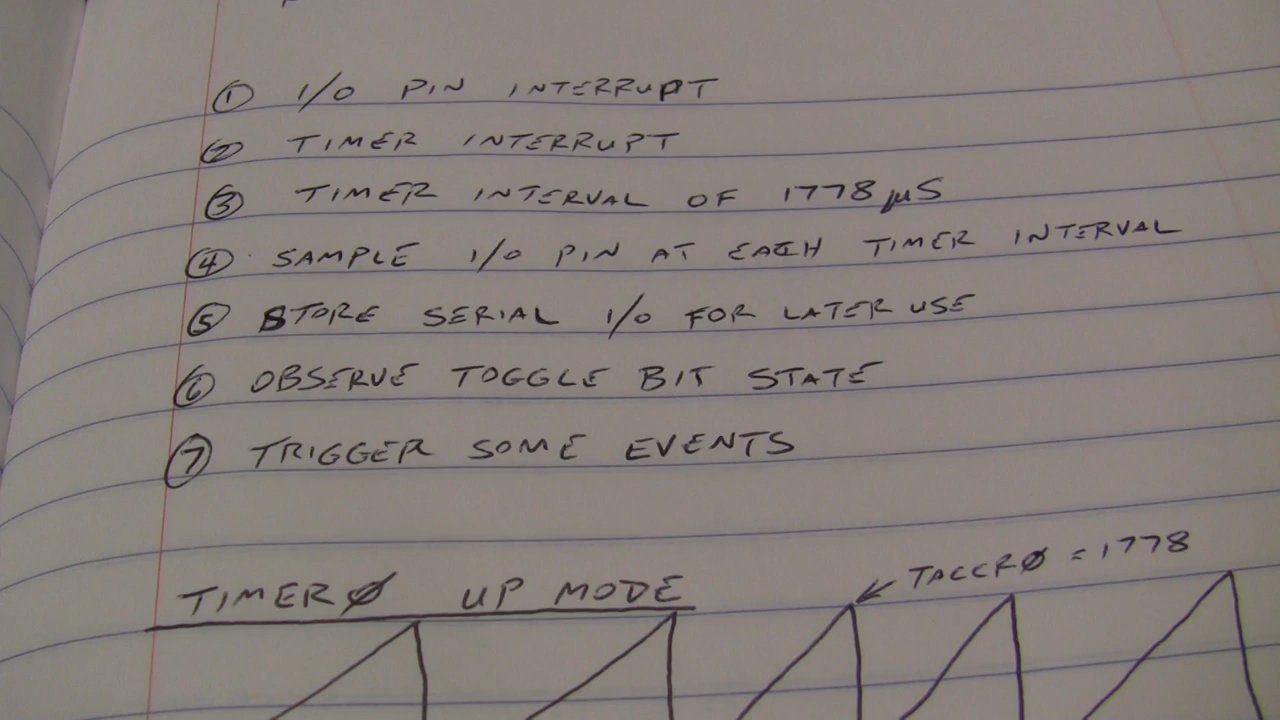 ① I/O PIN INTERRUPT
② TIMER INTERRUPT
③ TIMER INTERVAL OF 1778 µS
④ SAMPLE I/O PIN AT EACH TIMER INTERVAL
⑤ STORE SERIAL I/O FOR LATER USE
⑥ OBSERVE TOGGLE BIT STATE
⑦ TRIGGER SOME EVENTS
TACCRØ = 1778
TIMERØ UP MODE